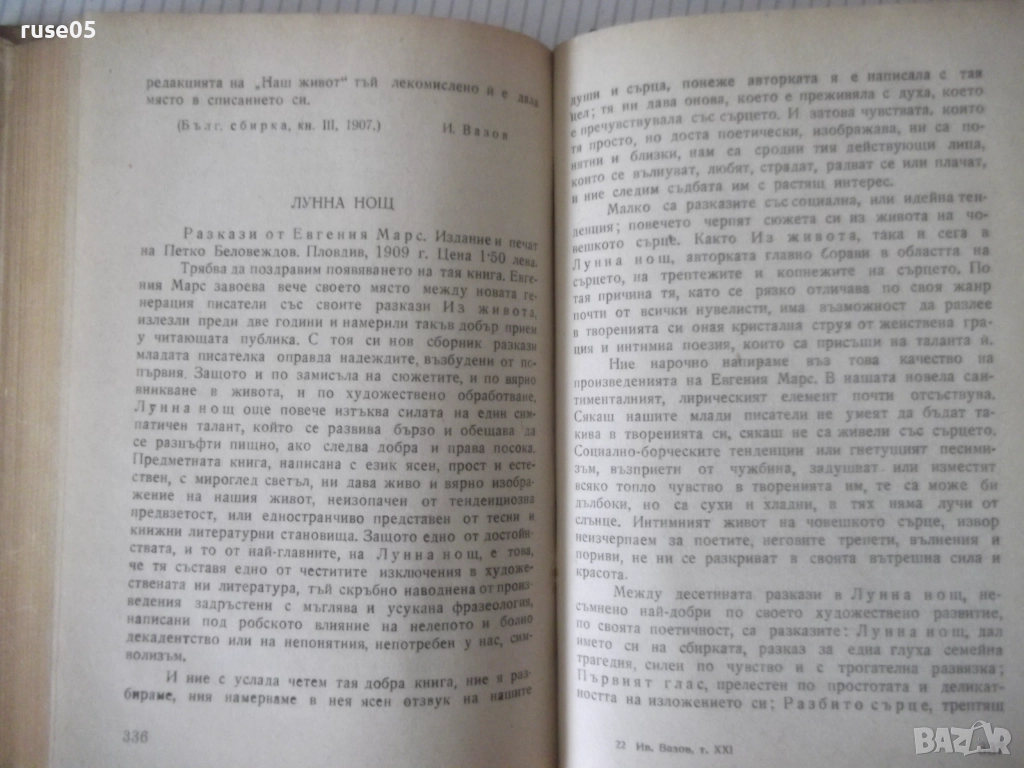 ruse05
редакцията на „Наш живот“ тъй лекомислено ѝ е дала
място в списанието си.
(Бълг. сбирка, кн. III, 1907.) И. Вазов
ЛУННА НОЩ
Разкази от Евгения Марс. Издание и печат
на Петко Беловеждов. Пловдив, 1909 г. Цена 1·50 лева.
Трябва да поздравим появяването на тая книга. Евге-
ния Марс завоева вече своето място между новата ге-
нерация писатели със своите разкази Из живота,
излезли преди две години и намерили такъв добър прием
у читающата публика. С тоя си нов сборник разкази
младата писателка оправда надеждите, възбудени от по-
първия. Защото и по замисъла на сюжетите, и по вярно
вникване в живота, и по художествено обработване,
Лунна нощ още повече изтъква силата на един сим-
патичен талант, който се развива бързо и обещава да
се разцъфти пищно, ако следва добра и права посока.
Предметната книга, написана с език ясен, прост и есте-
ствен, с мироглед светъл, ни дава живо и вярно изобра-
жение на нашия живот, неизопачен от тенденциозна
предвзетост, или едностранчиво представен от тесни и
книжни литературни становища. Защото едно от достой-
ствата, и то от най-главните, на Лунна нощ, е това,
че тя съставя едно от честитите изключения в художе-
ствената ни литература, тъй скръбно наводнена от произ-
ведения задръстени с мъглява и усукана фразеология,
написани под робското влияние на нелепото и болно
декадентство или на непонятния, непотребен у нас, сим-
волизъм.
И ние с услада четем тая добра книга, ние я раз-
бираме, ния намерваме в нея ясен отзвук на нашите
336
души и сърца, понеже авторката я е написала с тая
цел; тя ни дава онова, което е преживяла с духа, което
е пречувствувала със сърцето. И затова чувствата, които
тя просто, но доста поетически, изображава, ни са по-
нятни и близки, нам са сродни тия действующи лица,
които се вълнуват, любят, страдат, радват се или плачат,
и ние следим съдбата им с растящ интерес.
Малко са разказите със социална, или идейна тен-
денция; повечето черпят сюжета си из живота на чо-
вешкото сърце. Както Из живота, така и сега в
Лунна нощ, авторката главно борави в областта на
сърцето, на трептежите и копнежите на сърцето. По
тая причина тя, като се рязко отличава по своя жанр
почти от всички нувелисти, има възможност да разлее
в творенията си оная кристална струя от женствена гра-
ция и интимна поезия, които са присъщи на таланта ѝ.
Ние нарочно напираме въз това качество на
произведенията на Евгения Марс. В нашата новела сан-
тименталният, лирическият елемент почти отсъствува.
Сякаш нашите млади писатели не умеят да бъдат та-
кива в творенията си, сякаш не са живели със сърцето.
Социално-борческите тенденции или гнетущият песими-
зъм, възприети от чужбина, задушват или изместит
всяко топло чувство в творенията им, те са може би
дълбоки, но са сухи и хладни, в тях няма лучи от
слънце. Интимният живот на човешкото сърце, извор
неизчерпаем за поетите, неговите трепети, вълнения и
пориви, не ни се разкриват в своята вътрешна сила и
красота.
Между десетината разкази в Лунна нощ, не-
съмнено най-добри по своето художествено развитие,
по своята поетичност, са разказите: Лунна нощ, дал
името си на сбирката, разказ за една глуха семейна
трагедия, силен по чувство и с трогателна развязка;
Първият глас, прелестен по простотата и деликат-
ността на изложението си; Разбито сърце, трептящ
22 Ив. Вазов, т. XXI
BAZAR